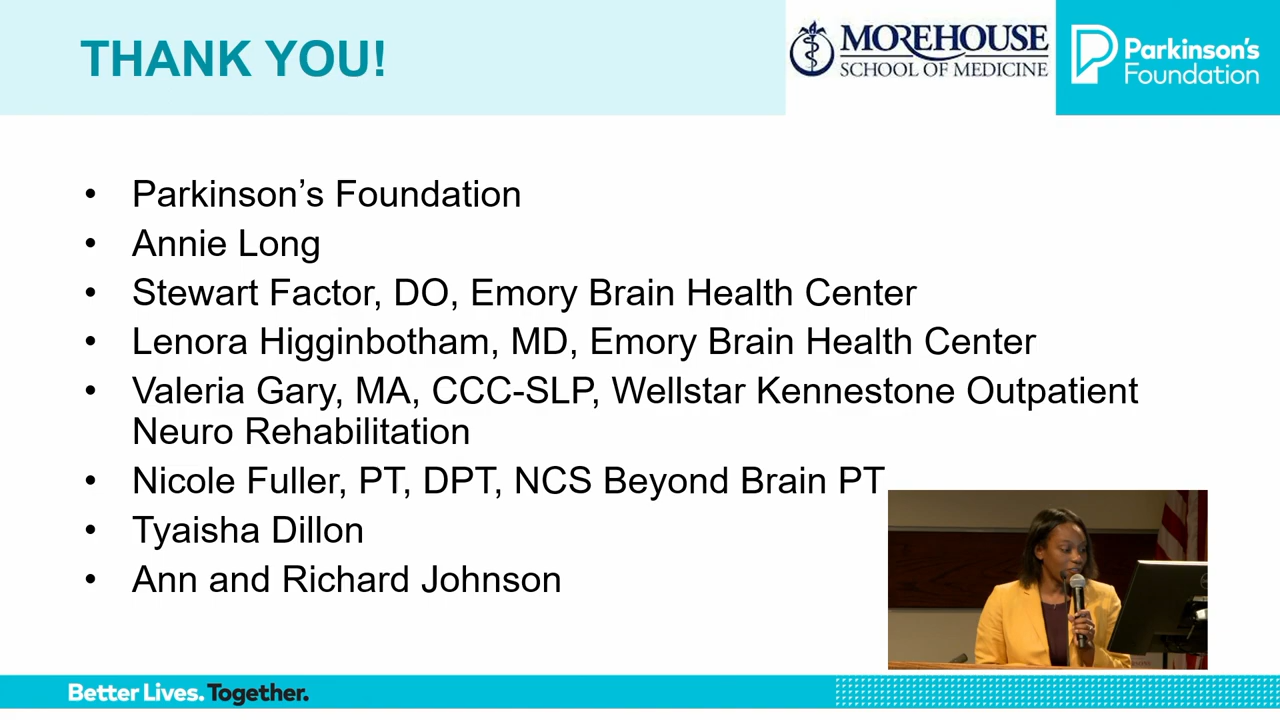 THANK YOU!
MOREHOUSE
SCHOOL OF MEDICINE
Parkinson's
Foundation
• Parkinson’s Foundation
• Annie Long
• Stewart Factor, DO, Emory Brain Health Center
• Lenora Higginbotham, MD, Emory Brain Health Center
• Valeria Gary, MA, CCC-SLP, Wellstar Kennestone Outpatient
Neuro Rehabilitation
• Nicole Fuller, PT, DPT, NCS Beyond Brain PT
• Tyaisha Dillon
• Ann and Richard Johnson
Better Lives. Together.